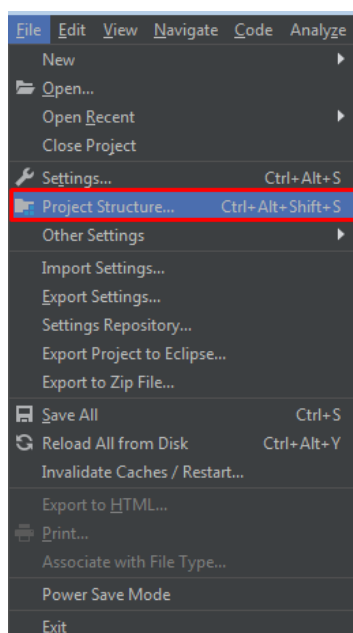 File Edit View Navigate Code Analyze
New
Open...
Open Recent
Close Project
Settings... Ctrl+Alt+S
Project Structure... Ctrl+Alt+Shift+S
Other Settings
Import Settings...
Export Settings...
Settings Repository...
Export Project to Eclipse...
Export to Zip File...
Save All Ctrl+S
Reload All from Disk Ctrl+Alt+Y
Invalidate Caches / Restart...
Export to HTML...
Print...
Associate with File Type...
Power Save Mode
Exit